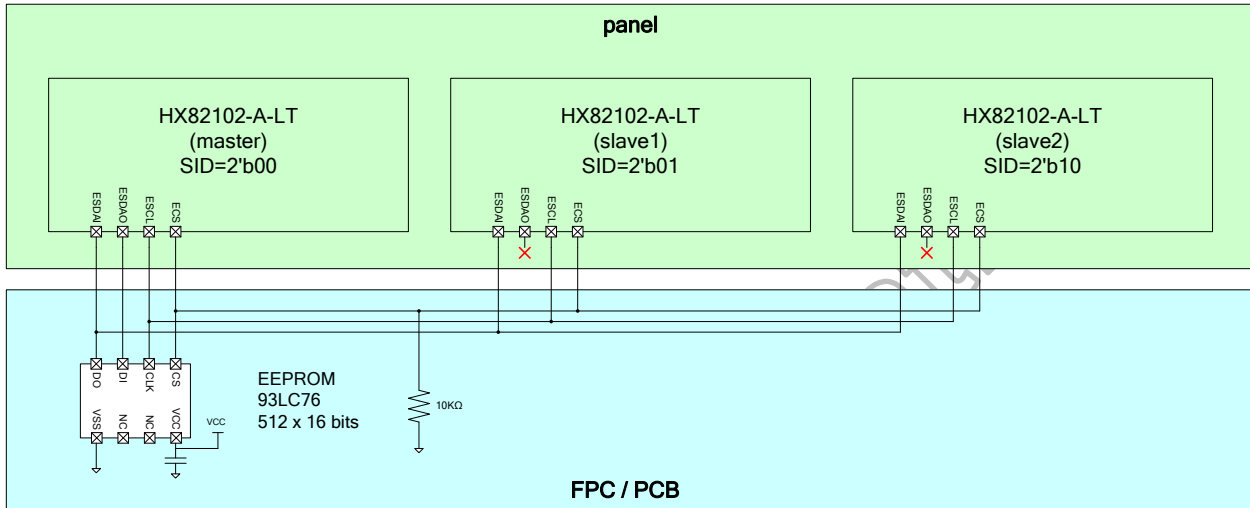 panel
HX82102-A-LT
(master)
SID=2'b00
HX82102-A-LT
(slave1)
SID=2'b01
HX82102-A-LT
(slave2)
SID=2'b10
ESDAI
ESDAO
ESCL
ECS
ESDAI
ESDAO
ESCL
ECS
ESDAI
ESDAO
ESCL
ECS
DO
DI
CLK
CS
VSS
NC
NC
VCC
VCC
EEPROM
93LC76
512 x 16 bits
10KΩ
FPC / PCB